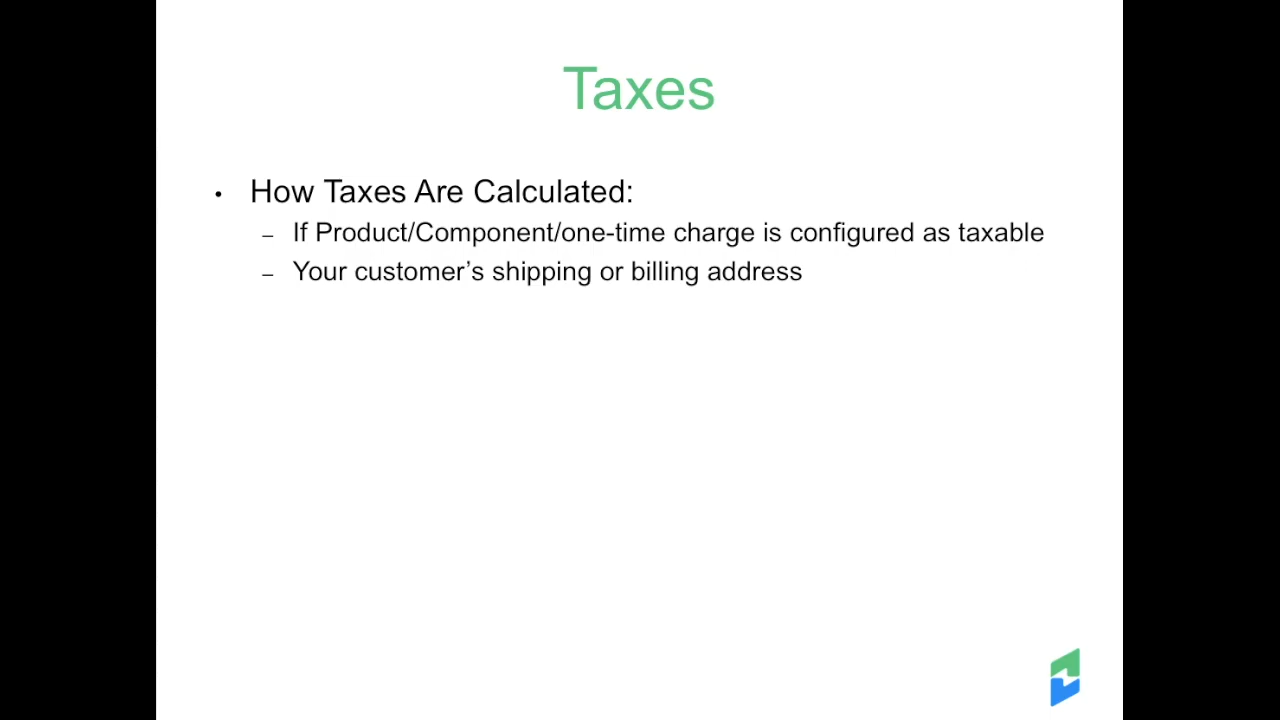 Taxes
• How Taxes Are Calculated:
– If Product/Component/one-time charge is configured as taxable
– Your customer’s shipping or billing address